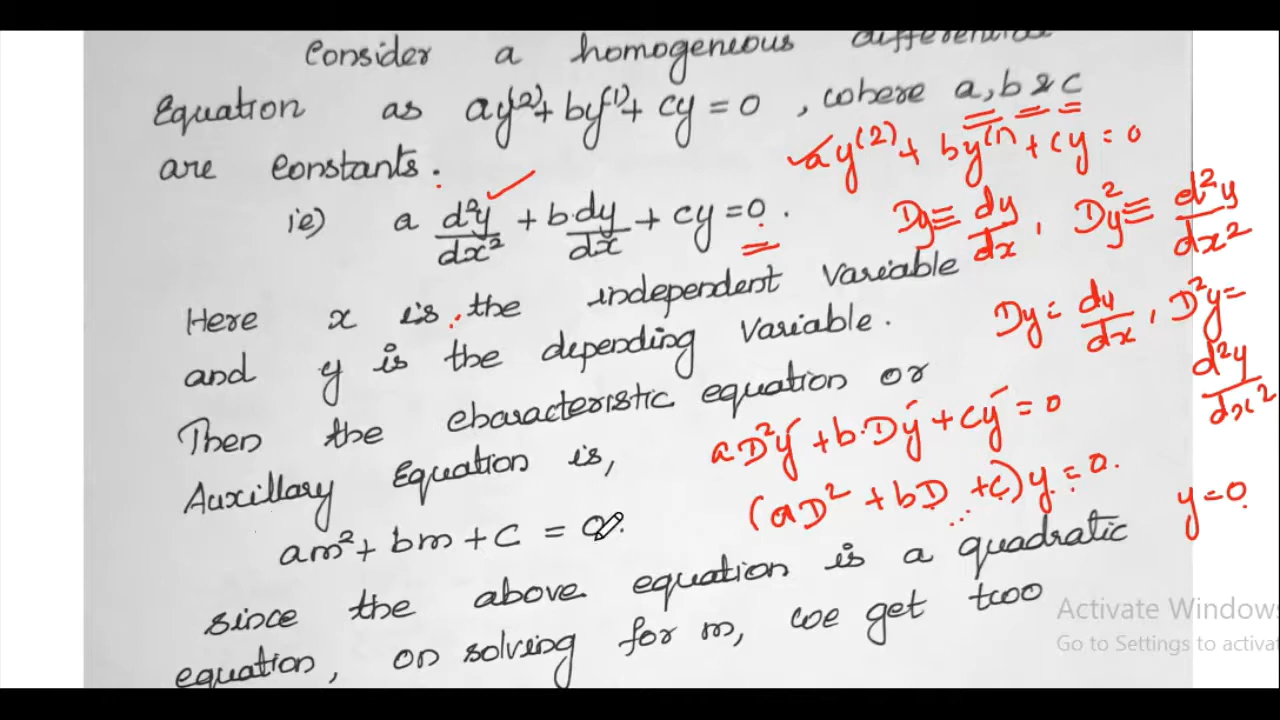 Consider a homogeneous differential
Equation as ay⁽²⁾ + by⁽¹⁾ + cy = 0 , where a, b & c
are constants.
ie) a d²y/dx² + b.dy/dx + cy = 0 .
Here x is the independent variable
and y is the depending variable.
Then the characteristic equation or
Auxillary Equation is,
am² + bm + c = 0.
since the above equation is a quadratic
equation, on solving for m, we get two
ay⁽²⁾ + by⁽¹⁾ + cy = 0
Dy ≡ dy/dx , D²y ≡ d²y/dx²
Dy = dy/dx , D²y =
d²y/dx²
aD²y + b.Dy + cy = 0
(aD² + bD + c)y = 0.
y = 0
Activate Windows
Go to Settings to activa